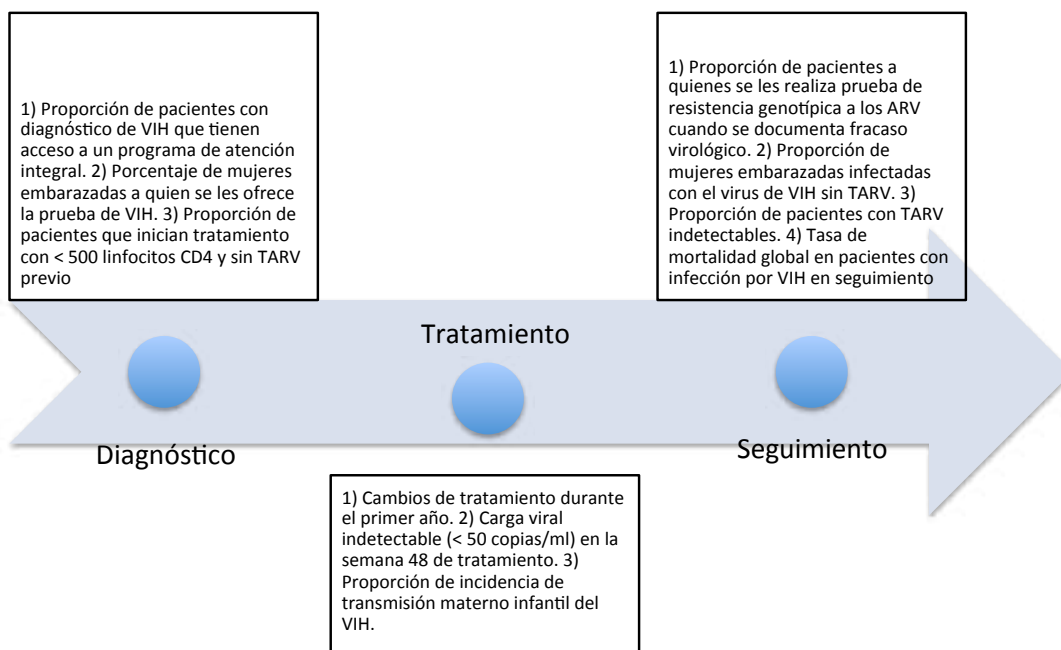 1) Proporción de pacientes con
diagnóstico de VIH que tienen
acceso a un programa de atención
integral. 2) Porcentaje de mujeres
embarazadas a quien se les ofrece
la prueba de VIH. 3) Proporción de
pacientes que inician tratamiento
con < 500 linfocitos CD4 y sin TARV
previo
Diagnóstico
Tratamiento
1) Cambios de tratamiento durante
el primer año. 2) Carga viral
indetectable (< 50 copias/ml) en la
semana 48 de tratamiento. 3)
Proporción de incidencia de
transmisión materno infantil del
VIH.
1) Proporción de pacientes a
quienes se les realiza prueba de
resistencia genotípica a los ARV
cuando se documenta fracaso
virológico. 2) Proporción de
mujeres embarazadas infectadas
con el virus de VIH sin TARV. 3)
Proporción de pacientes con TARV
indetectables. 4) Tasa de
mortalidad global en pacientes con
infección por VIH en seguimiento
Seguimiento